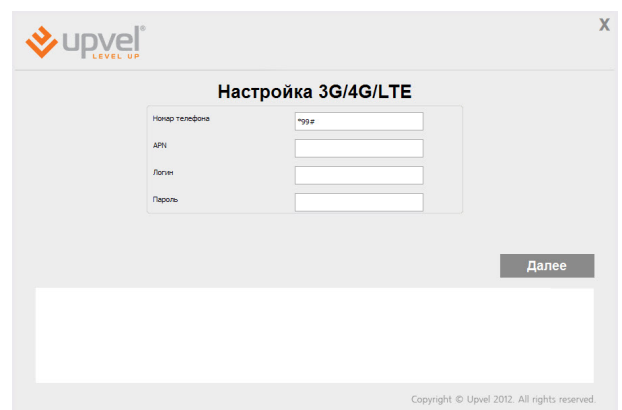 X
upvel®
LEVEL UP
Настройка 3G/4G/LTE
Номар телефона
*99#
APN
Логин
Пароль
Далее
Copyright © Upvel 2012. All rights reserved.